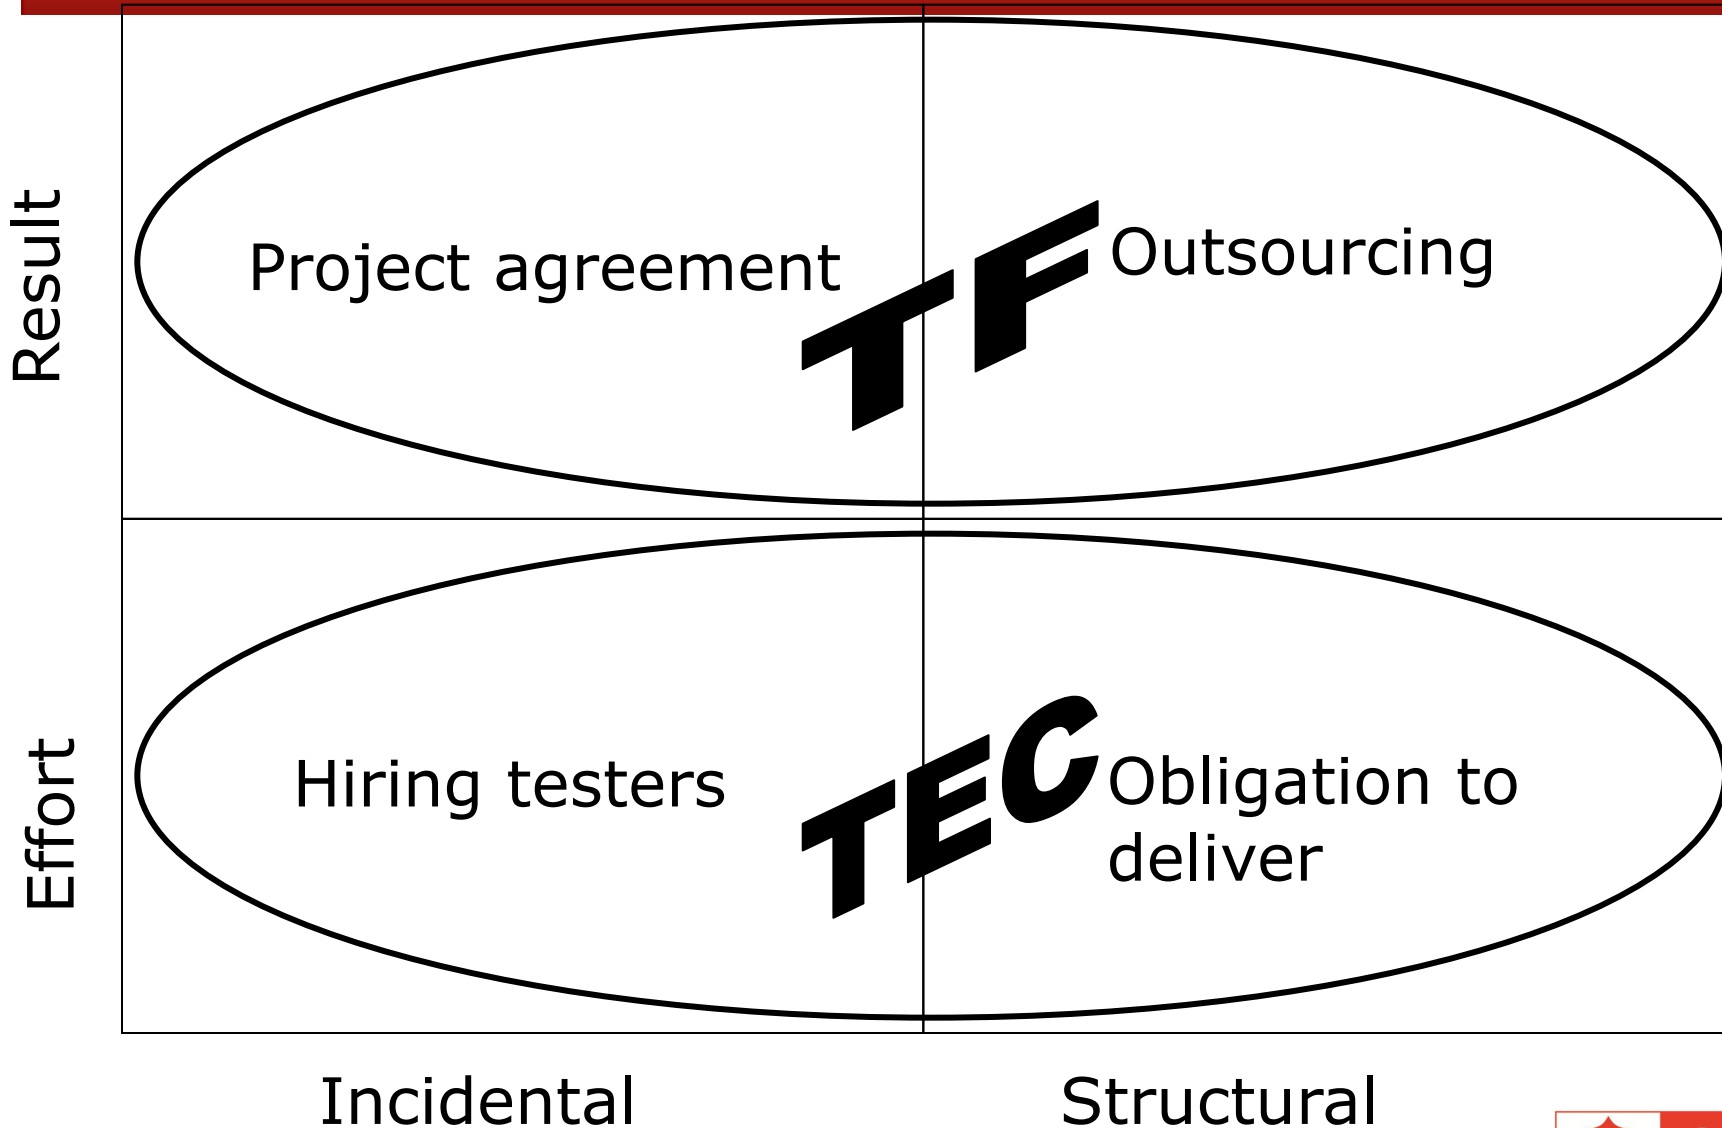 Result
Project agreement
TF
Outsourcing
Effort
Hiring testers
TEC
Obligation to
deliver
Incidental
Structural